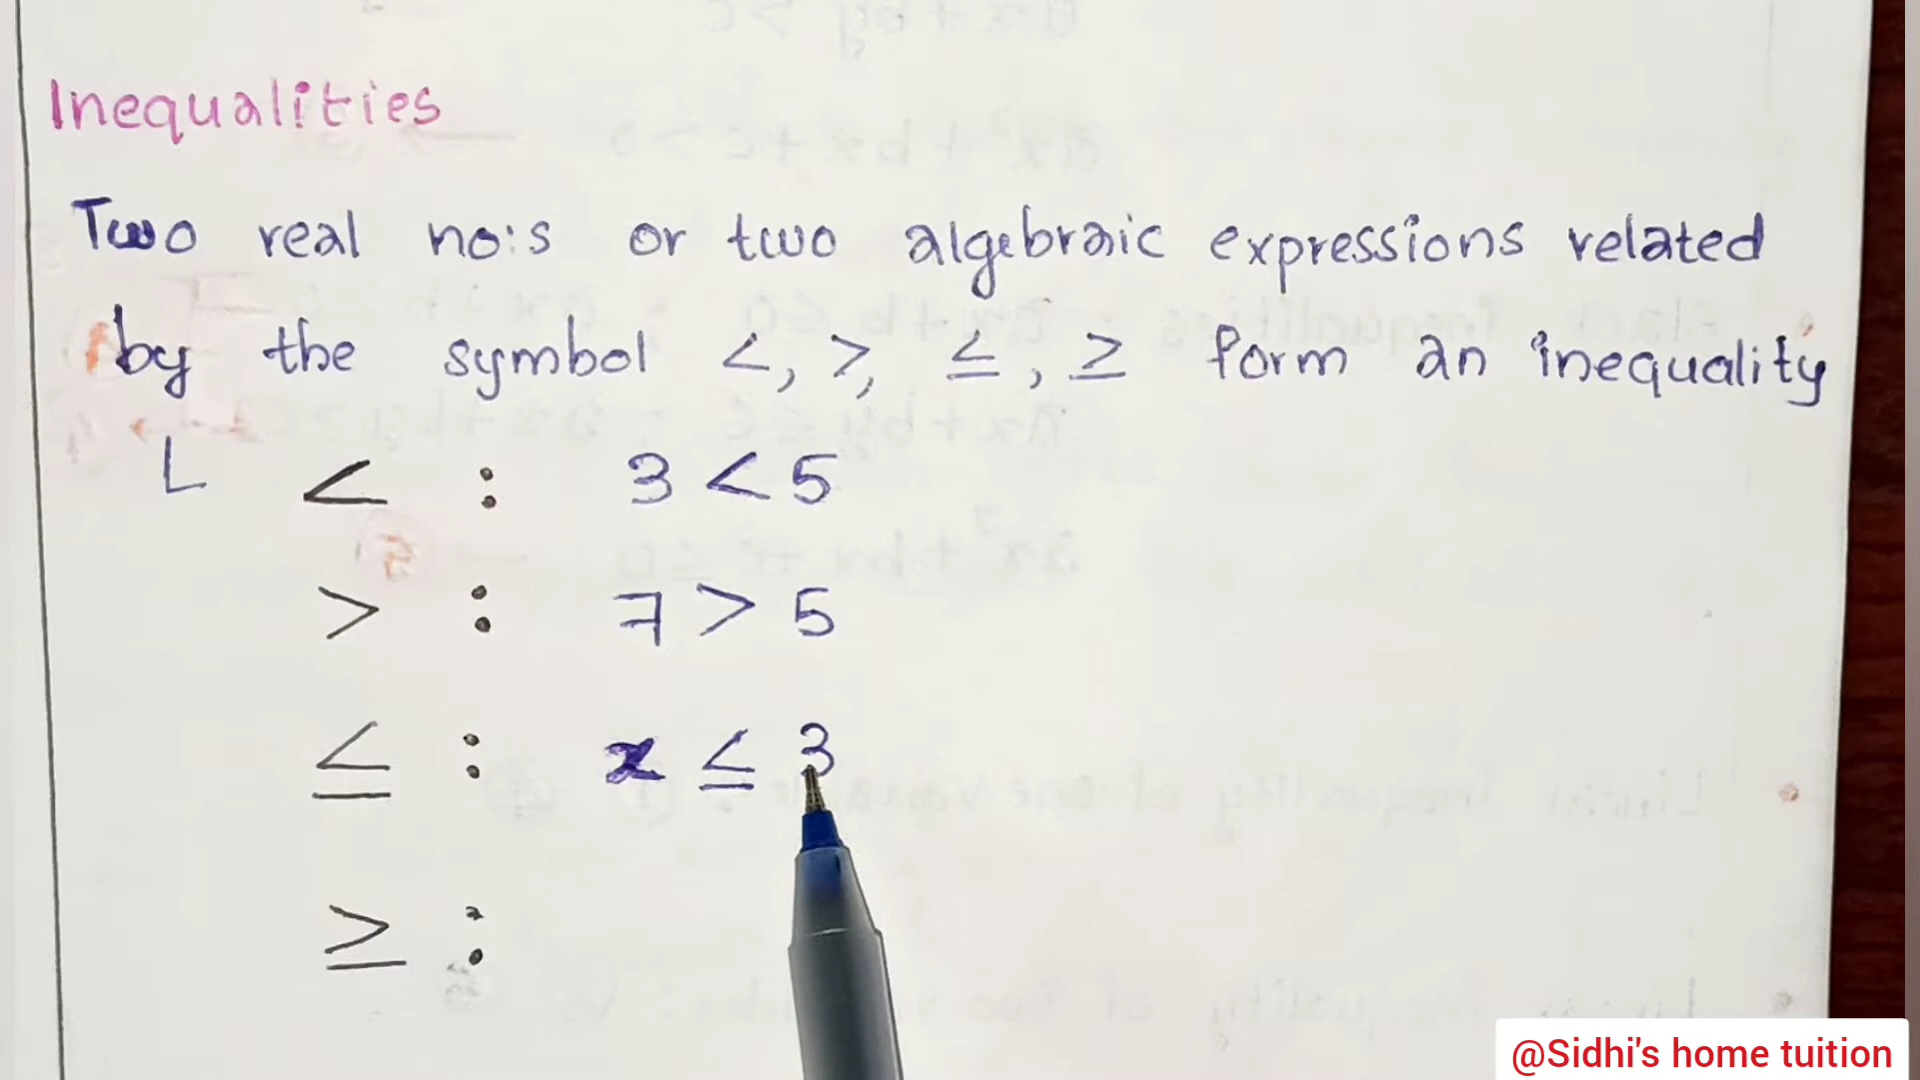 Inequalities
Two real no:s or two algebraic expressions related
by the symbol <, >, ≤, ≥ form an inequality
L < : 3 < 5
> : 7 > 5
≤ : x ≤ 3
≥ :
@Sidhi's home tuition